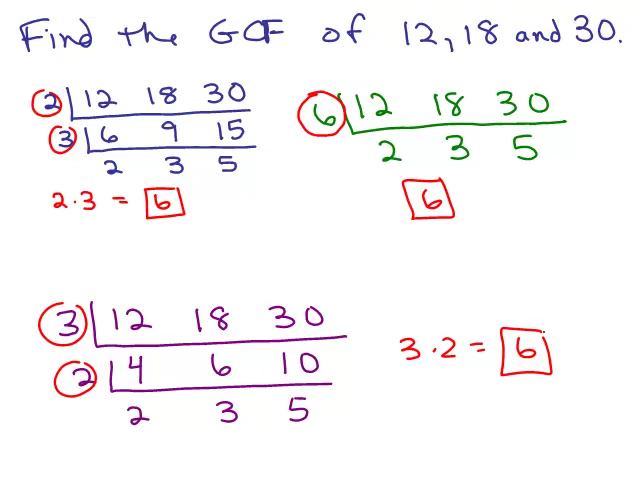 Find the GCF of 12, 18 and 30.
2 12 18 30
3 6 9 15
2 3 5
2 · 3 = 6
6 12 18 30
2 3 5
6
3 12 18 30
2 4 6 10
2 3 5
3 · 2 = 6